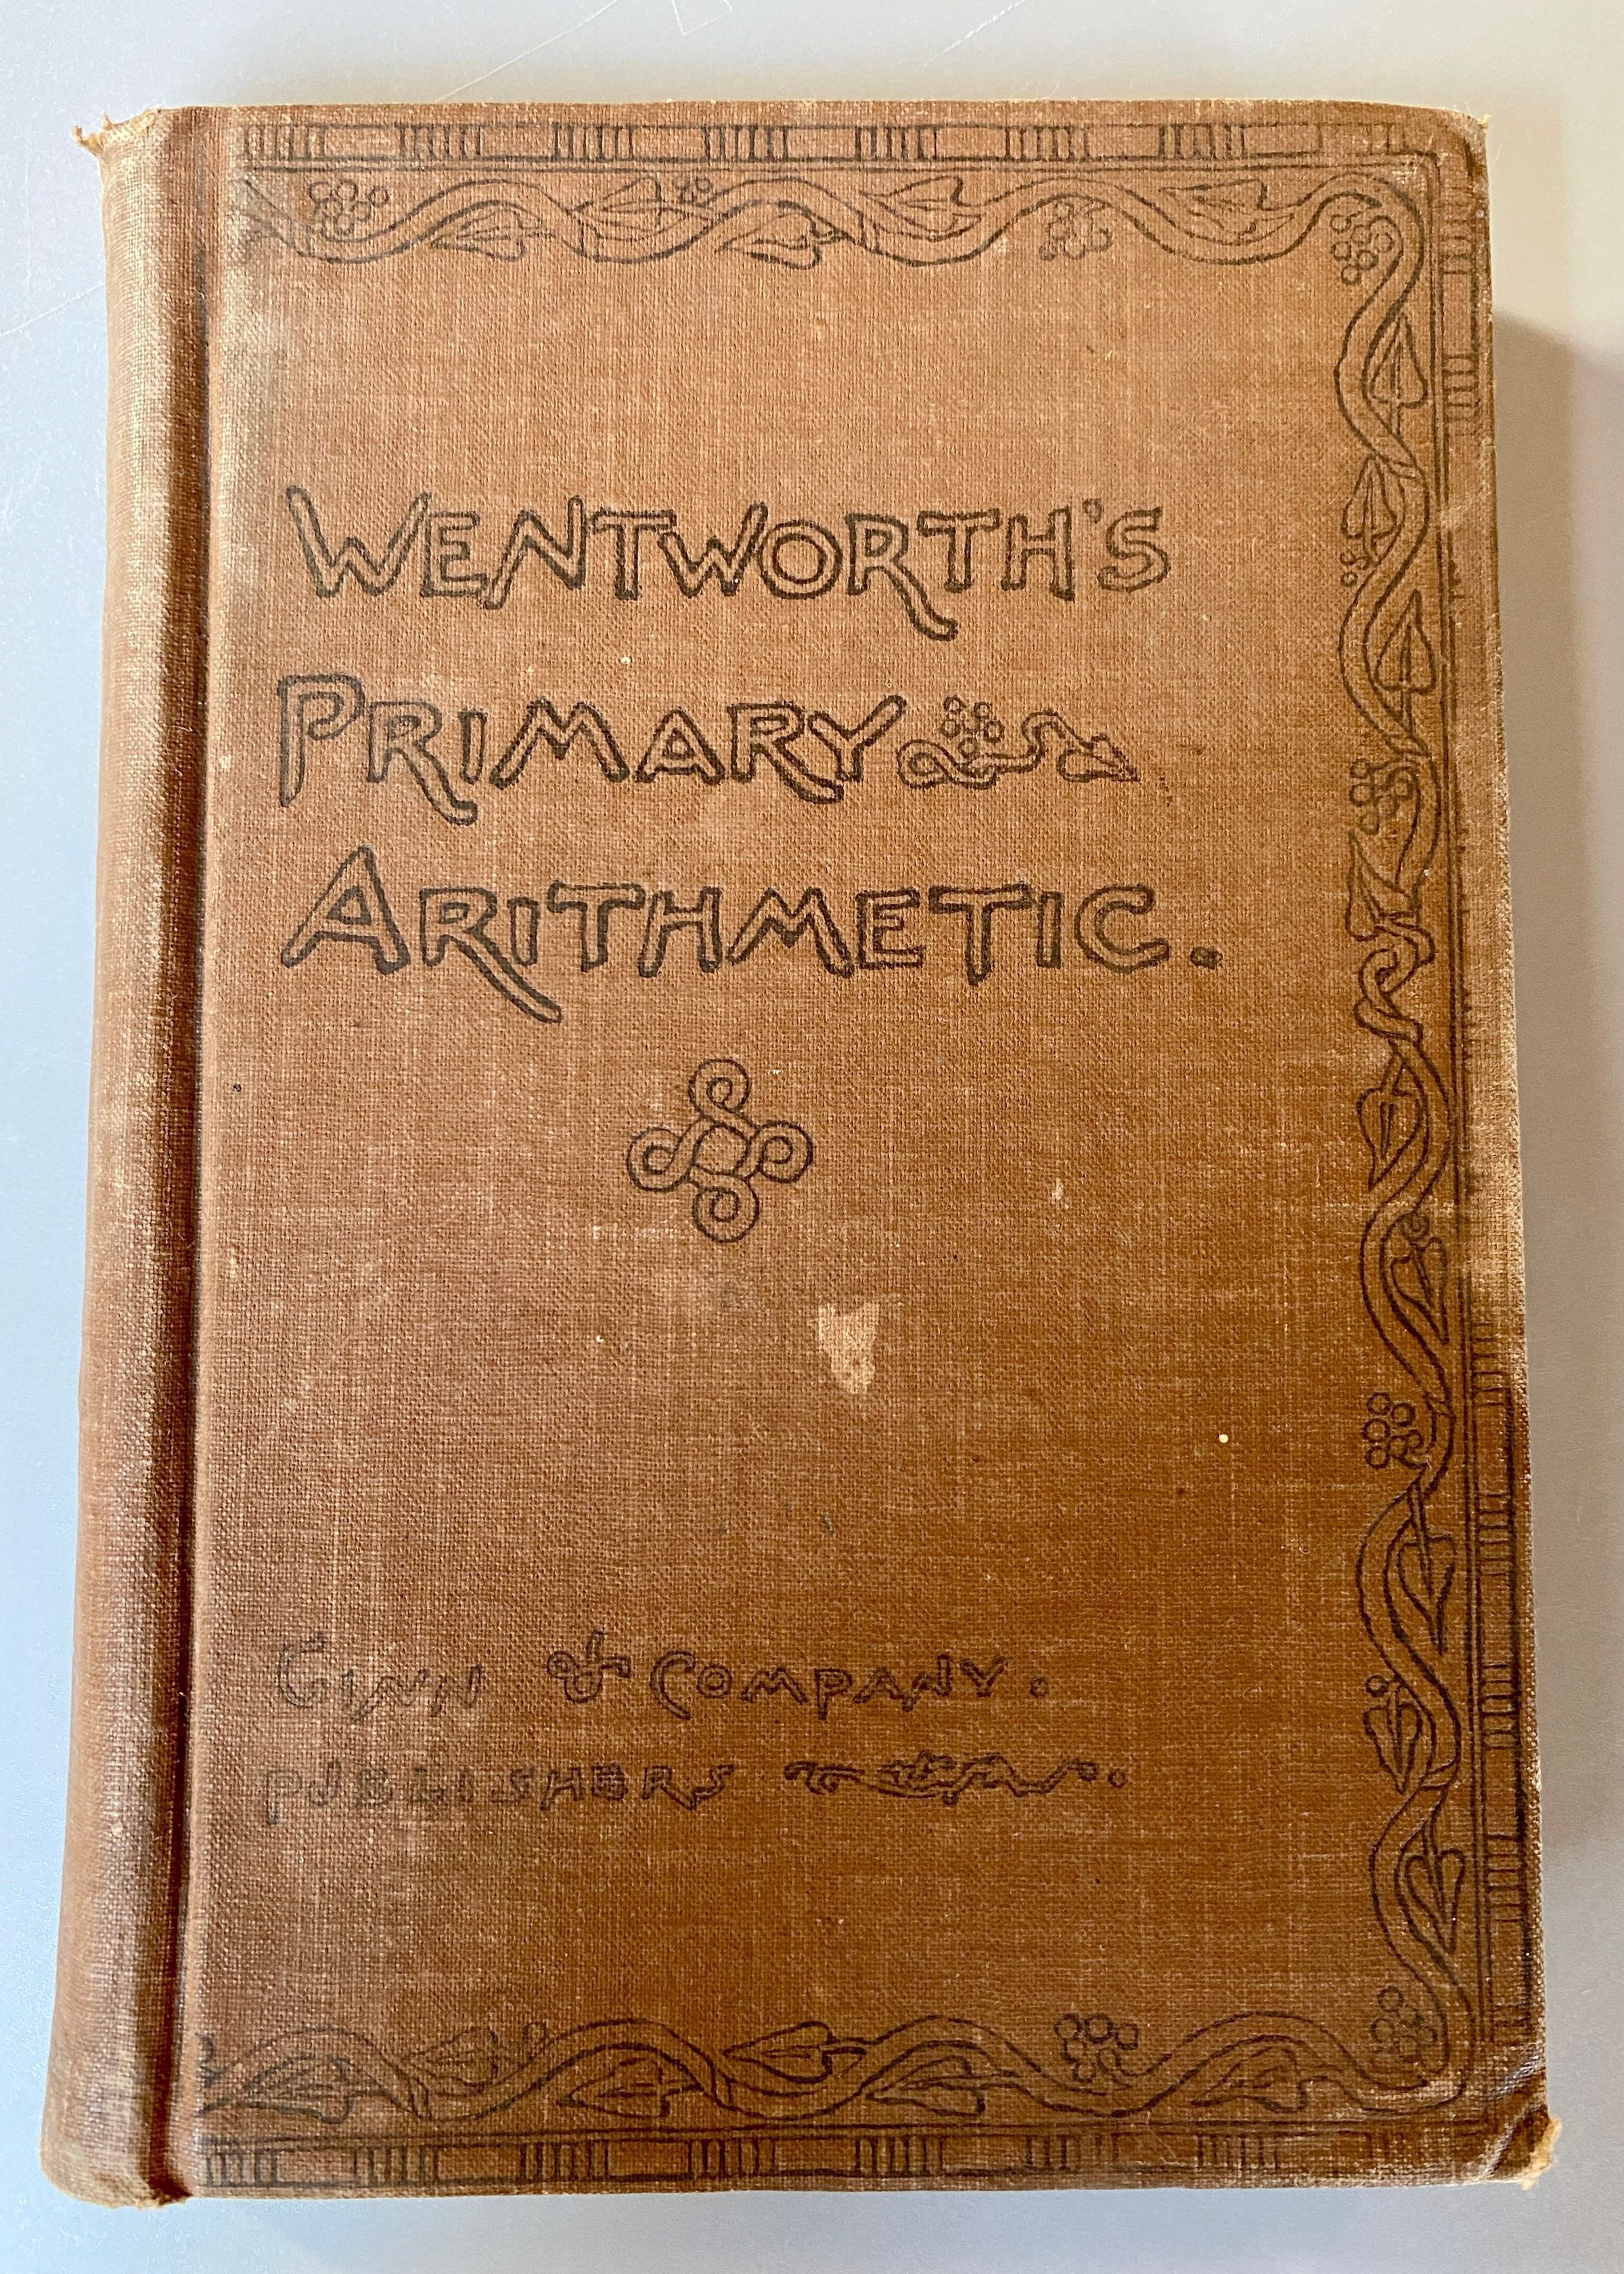 WENTWORTH'S
PRIMARY
ARITHMETIC.
GINN & COMPANY.
PUBLISHERS